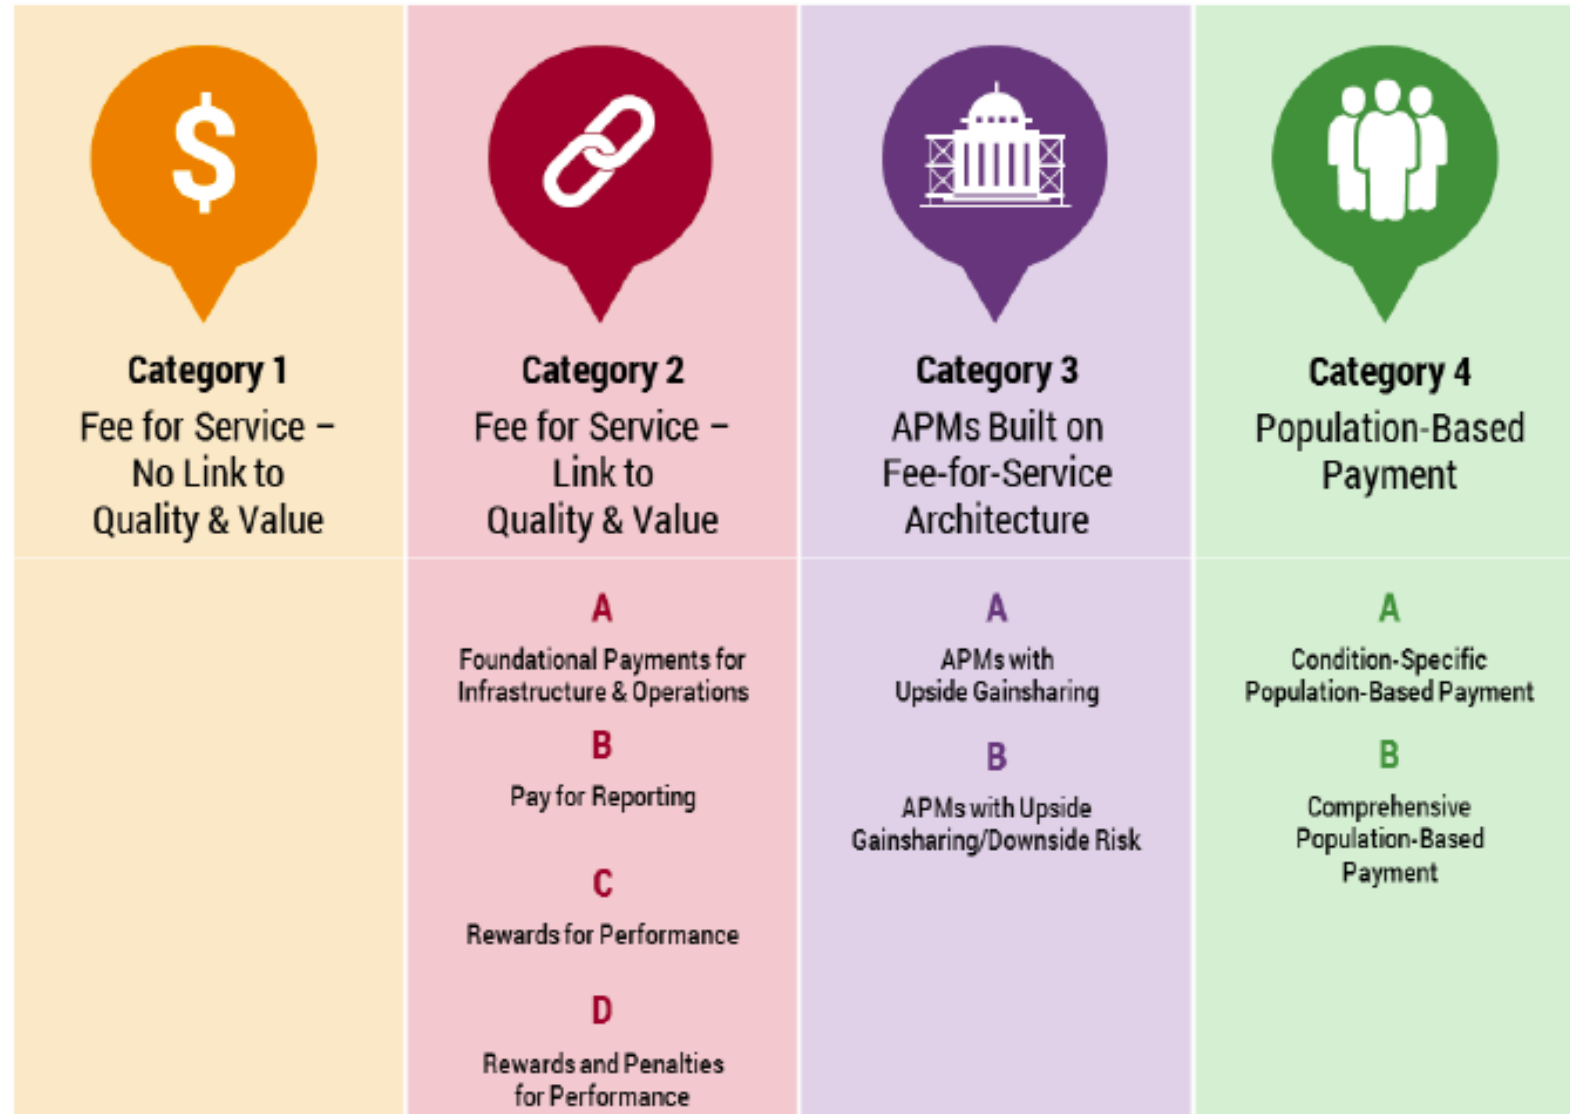 $
Category 1
Fee for Service –
No Link to
Quality & Value
Category 2
Fee for Service –
Link to
Quality & Value
A
Foundational Payments for
Infrastructure & Operations
B
Pay for Reporting
C
Rewards for Performance
D
Rewards and Penalties
for Performance
Category 3
APMs Built on
Fee-for-Service
Architecture
A
APMs with
Upside Gainsharing
B
APMs with Upside
Gainsharing/Downside Risk
Category 4
Population-Based
Payment
A
Condition-Specific
Population-Based Payment
B
Comprehensive
Population-Based
Payment